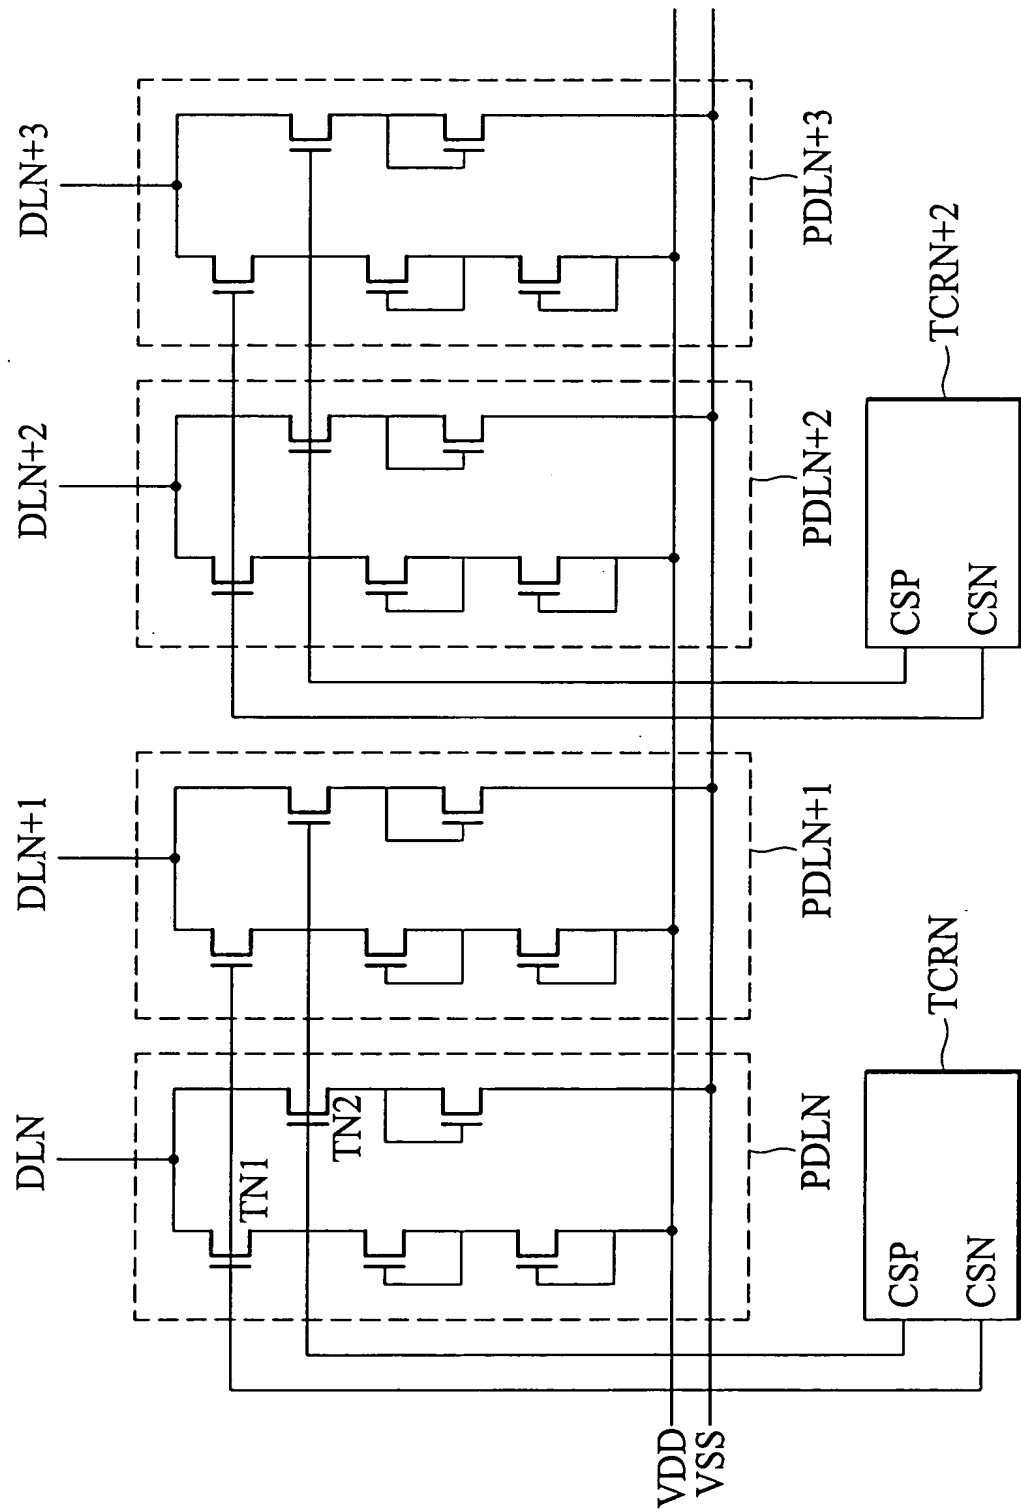 DLN
DLN+1
DLN+2
DLN+3
TN1
TN2
VDD
VSS
PDLN
PDLN+1
PDLN+2
PDLN+3
CSP
CSN
TCRN
CSP
CSN
TCRN+2